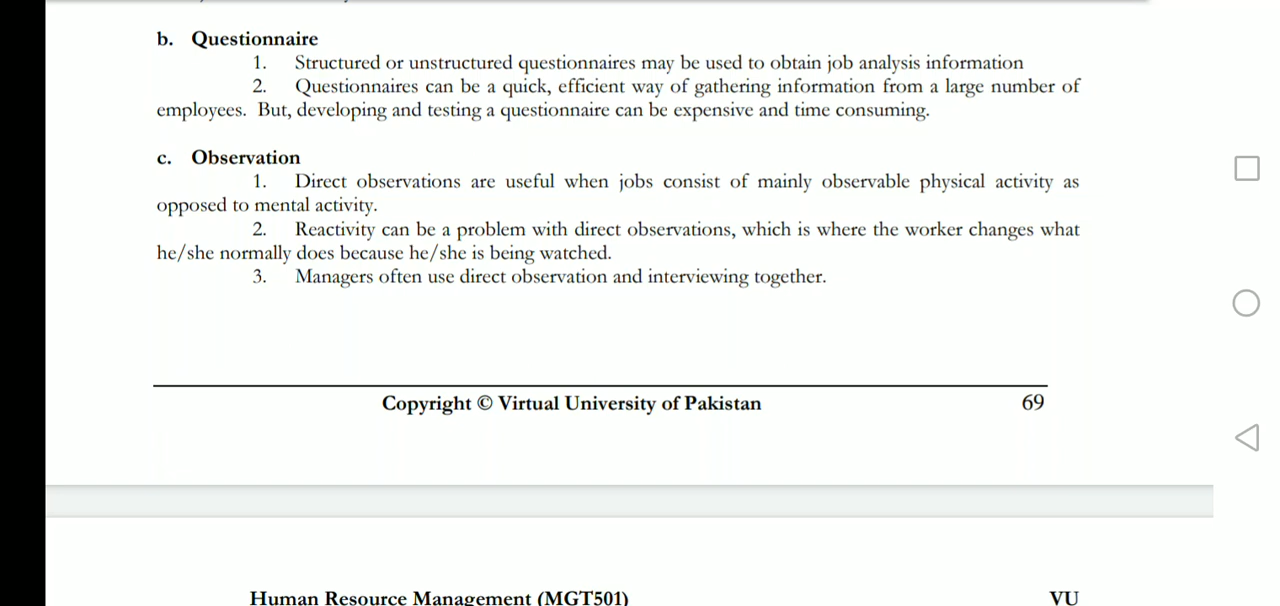 b. Questionnaire
1. Structured or unstructured questionnaires may be used to obtain job analysis information
2. Questionnaires can be a quick, efficient way of gathering information from a large number of
employees. But, developing and testing a questionnaire can be expensive and time consuming.
c. Observation
1. Direct observations are useful when jobs consist of mainly observable physical activity as
opposed to mental activity.
2. Reactivity can be a problem with direct observations, which is where the worker changes what
he/she normally does because he/she is being watched.
3. Managers often use direct observation and interviewing together.
Copyright © Virtual University of Pakistan 69
Human Resource Management (MGT501) VU